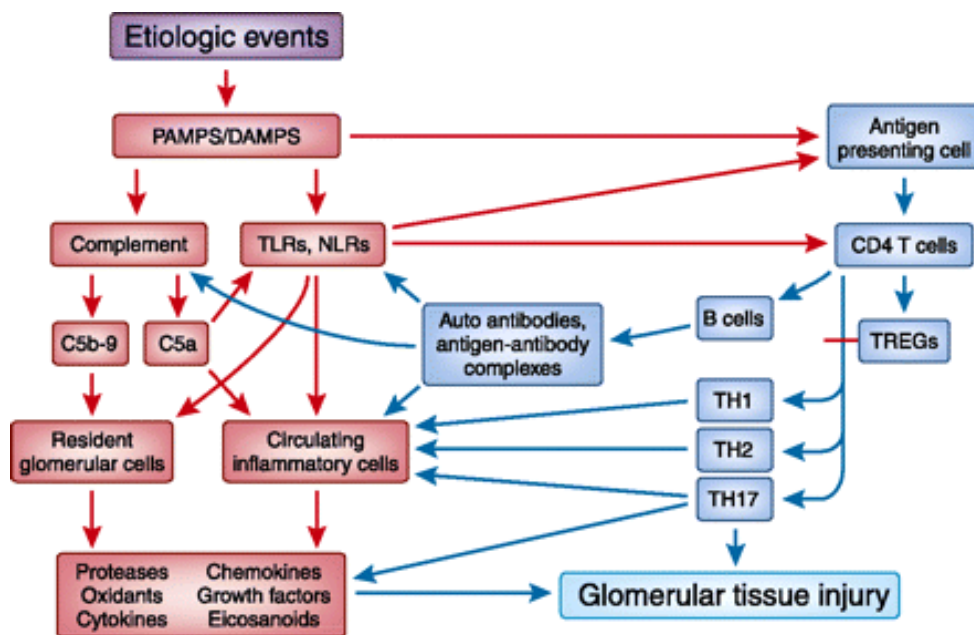 Etiologic events
PAMPS/DAMPS
Antigen
presenting cell
Complement
TLRs, NLRs
CD4 T cells
C5b-9
C5a
Auto antibodies,
antigen-antibody
complexes
B cells
TREGs
Resident
glomerular cells
Circulating
inflammatory cells
TH1
TH2
TH17
Proteases Chemokines
Oxidants Growth factors
Cytokines Eicosanoids
Glomerular tissue injury